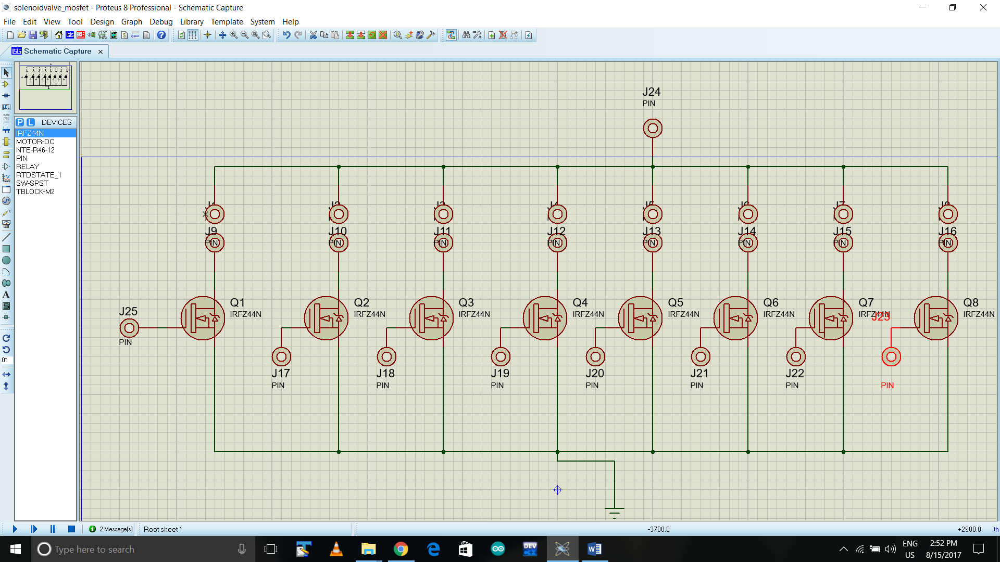 solenoidvalve_mosfet - Proteus 8 Professional - Schematic Capture
File Edit View Tool Design Graph Debug Library Template System Help
Schematic Capture
P L DEVICES
IRFZ44N
MOTOR-DC
NTE-R46-12
PIN
RELAY
RTDSTATE_1
SW-SPST
TBLOCK-M2
LBL
A
S
0°
J24
PIN
J9 J10 J11 J12 J13 J14 J15 J16
PIN PIN PIN PIN PIN PIN PIN PIN
Q1 Q2 Q3 Q4 Q5 Q6 Q7 Q8
IRFZ44N IRFZ44N IRFZ44N IRFZ44N IRFZ44N IRFZ44N IRFZ44N IRFZ44N
J25
J23
PIN
J17 J18 J19 J20 J21 J22
PIN PIN PIN PIN PIN PIN PIN
2 Message(s) Root sheet 1 -3700.0 +2900.0 th
Type here to search
DEV
ENG
US
2:52 PM
8/15/2017